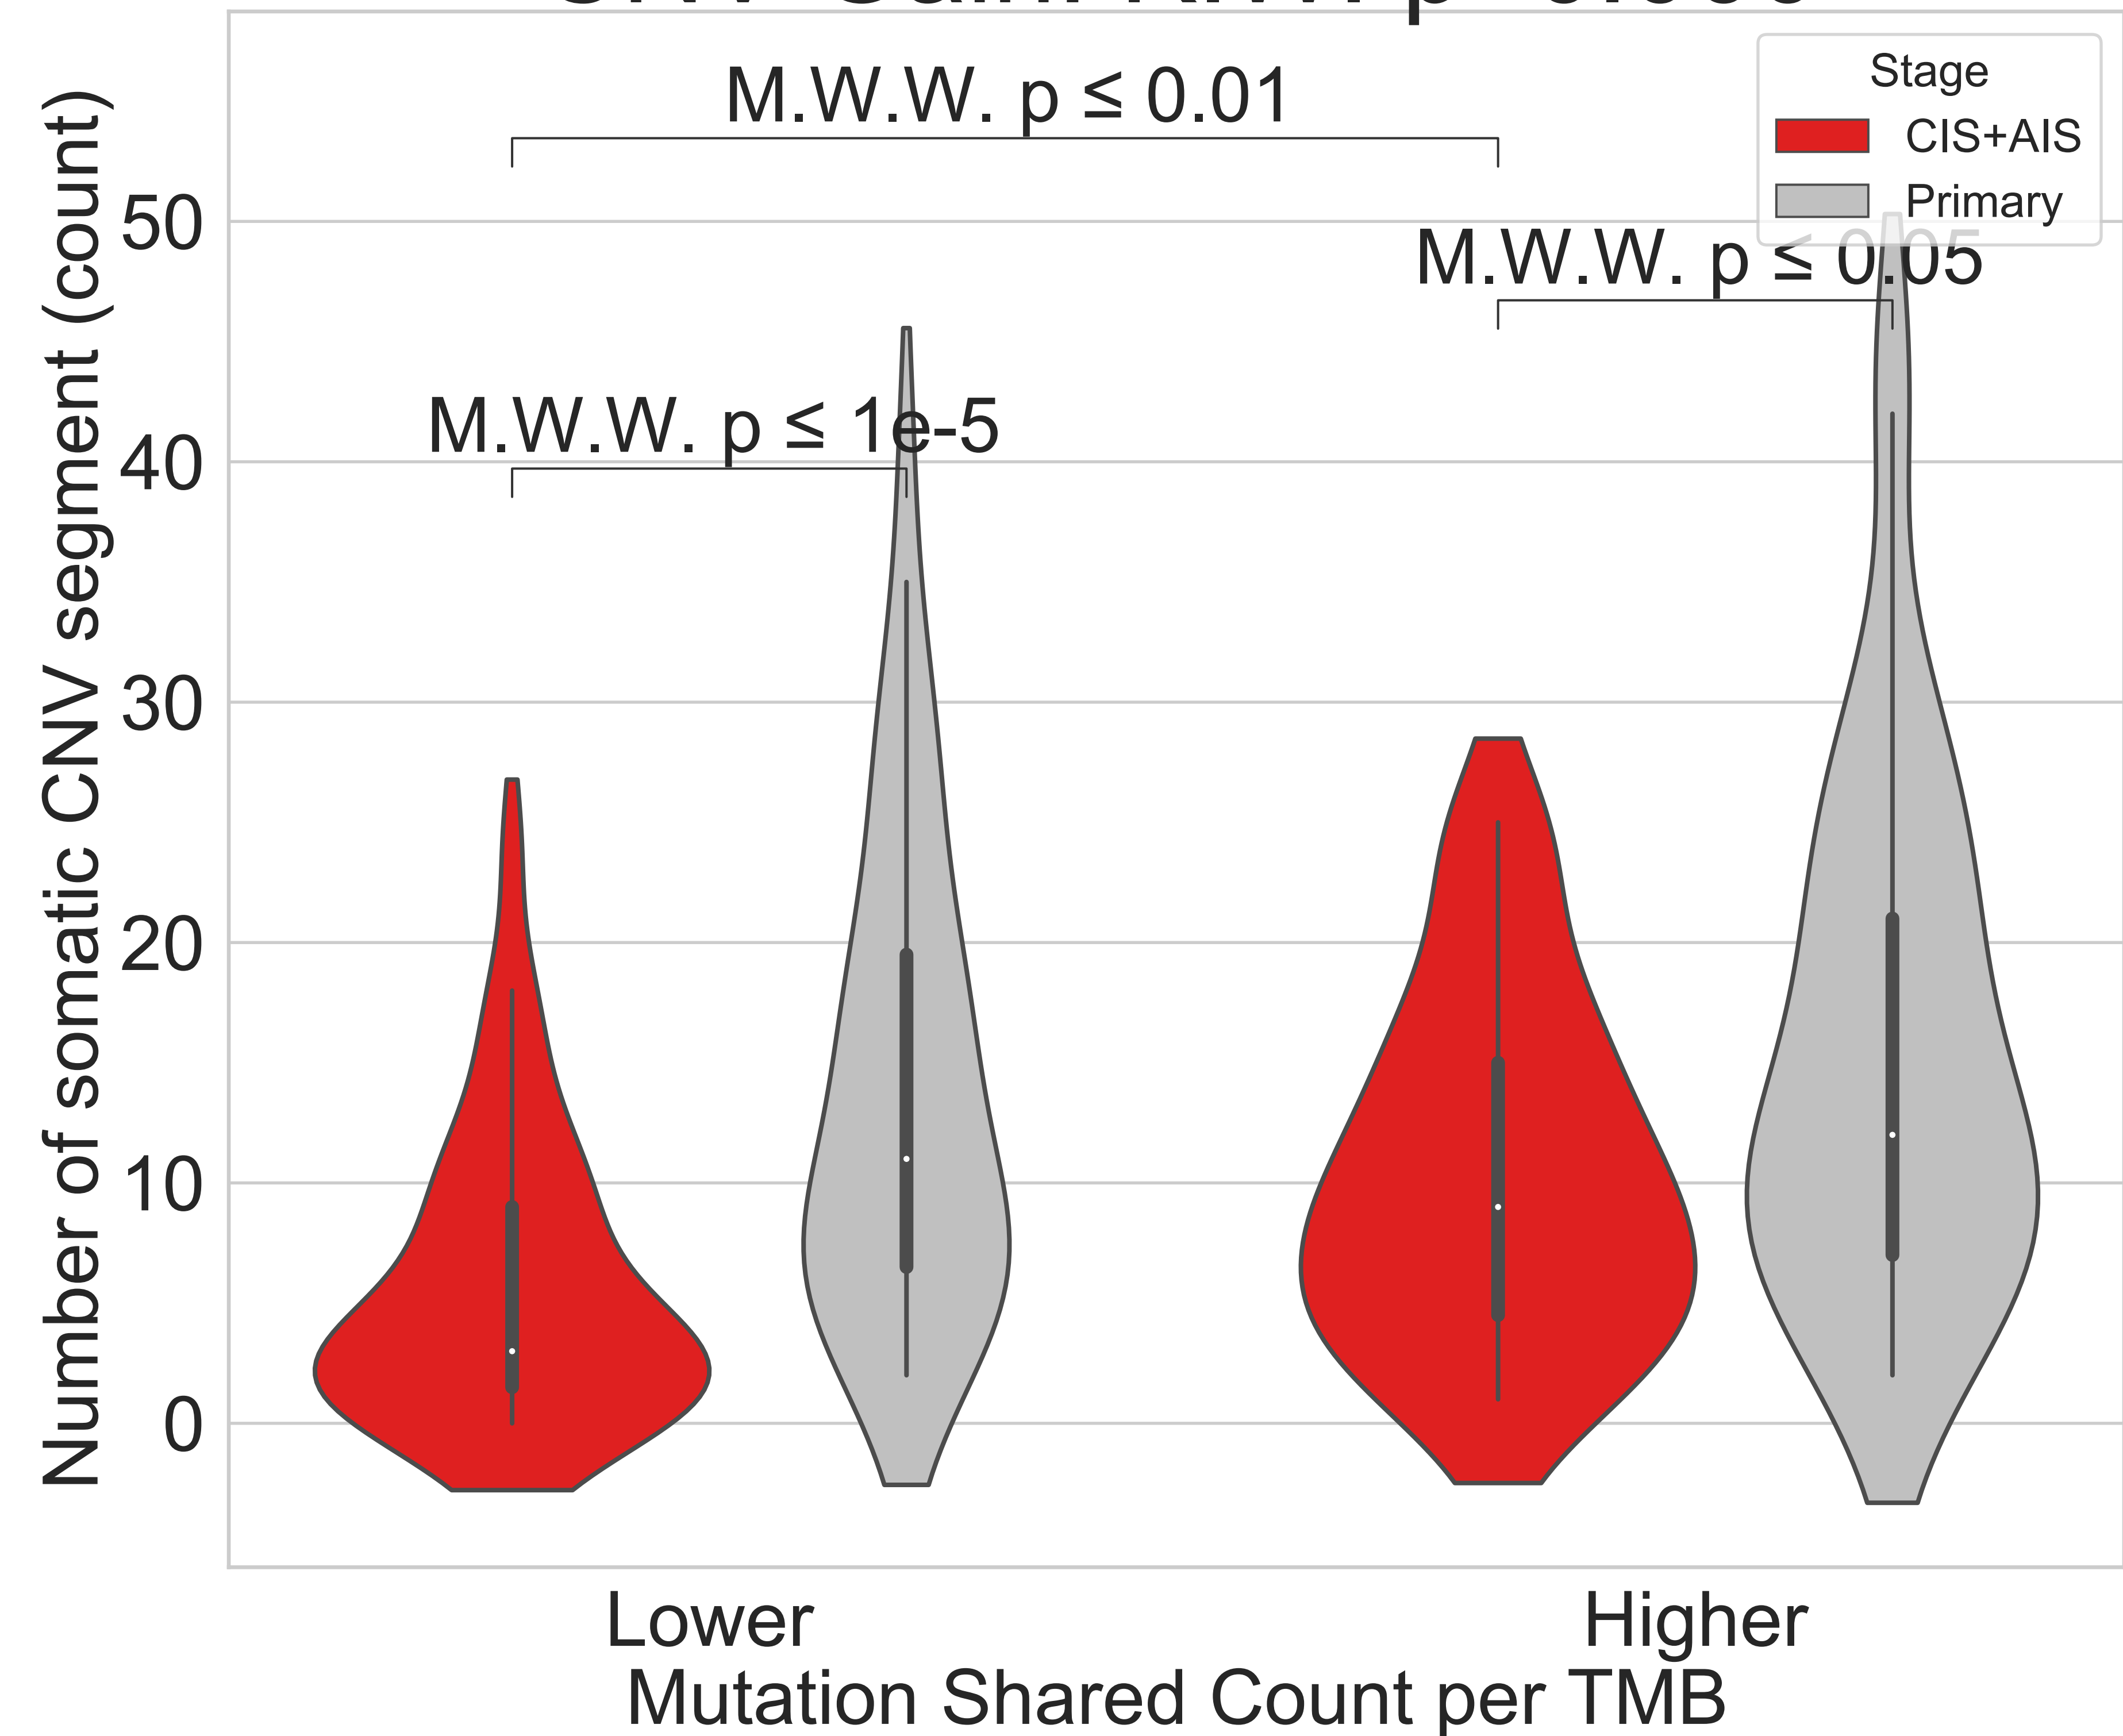 M.W.W. p ≤ 0.01
Stage
CIS+AIS
Primary
M.W.W. p ≤ 0.05
M.W.W. p ≤ 1e-5
Number of somatic CNV segment (count)
50
40
30
20
10
0
Lower
Higher
Mutation Shared Count per TMB